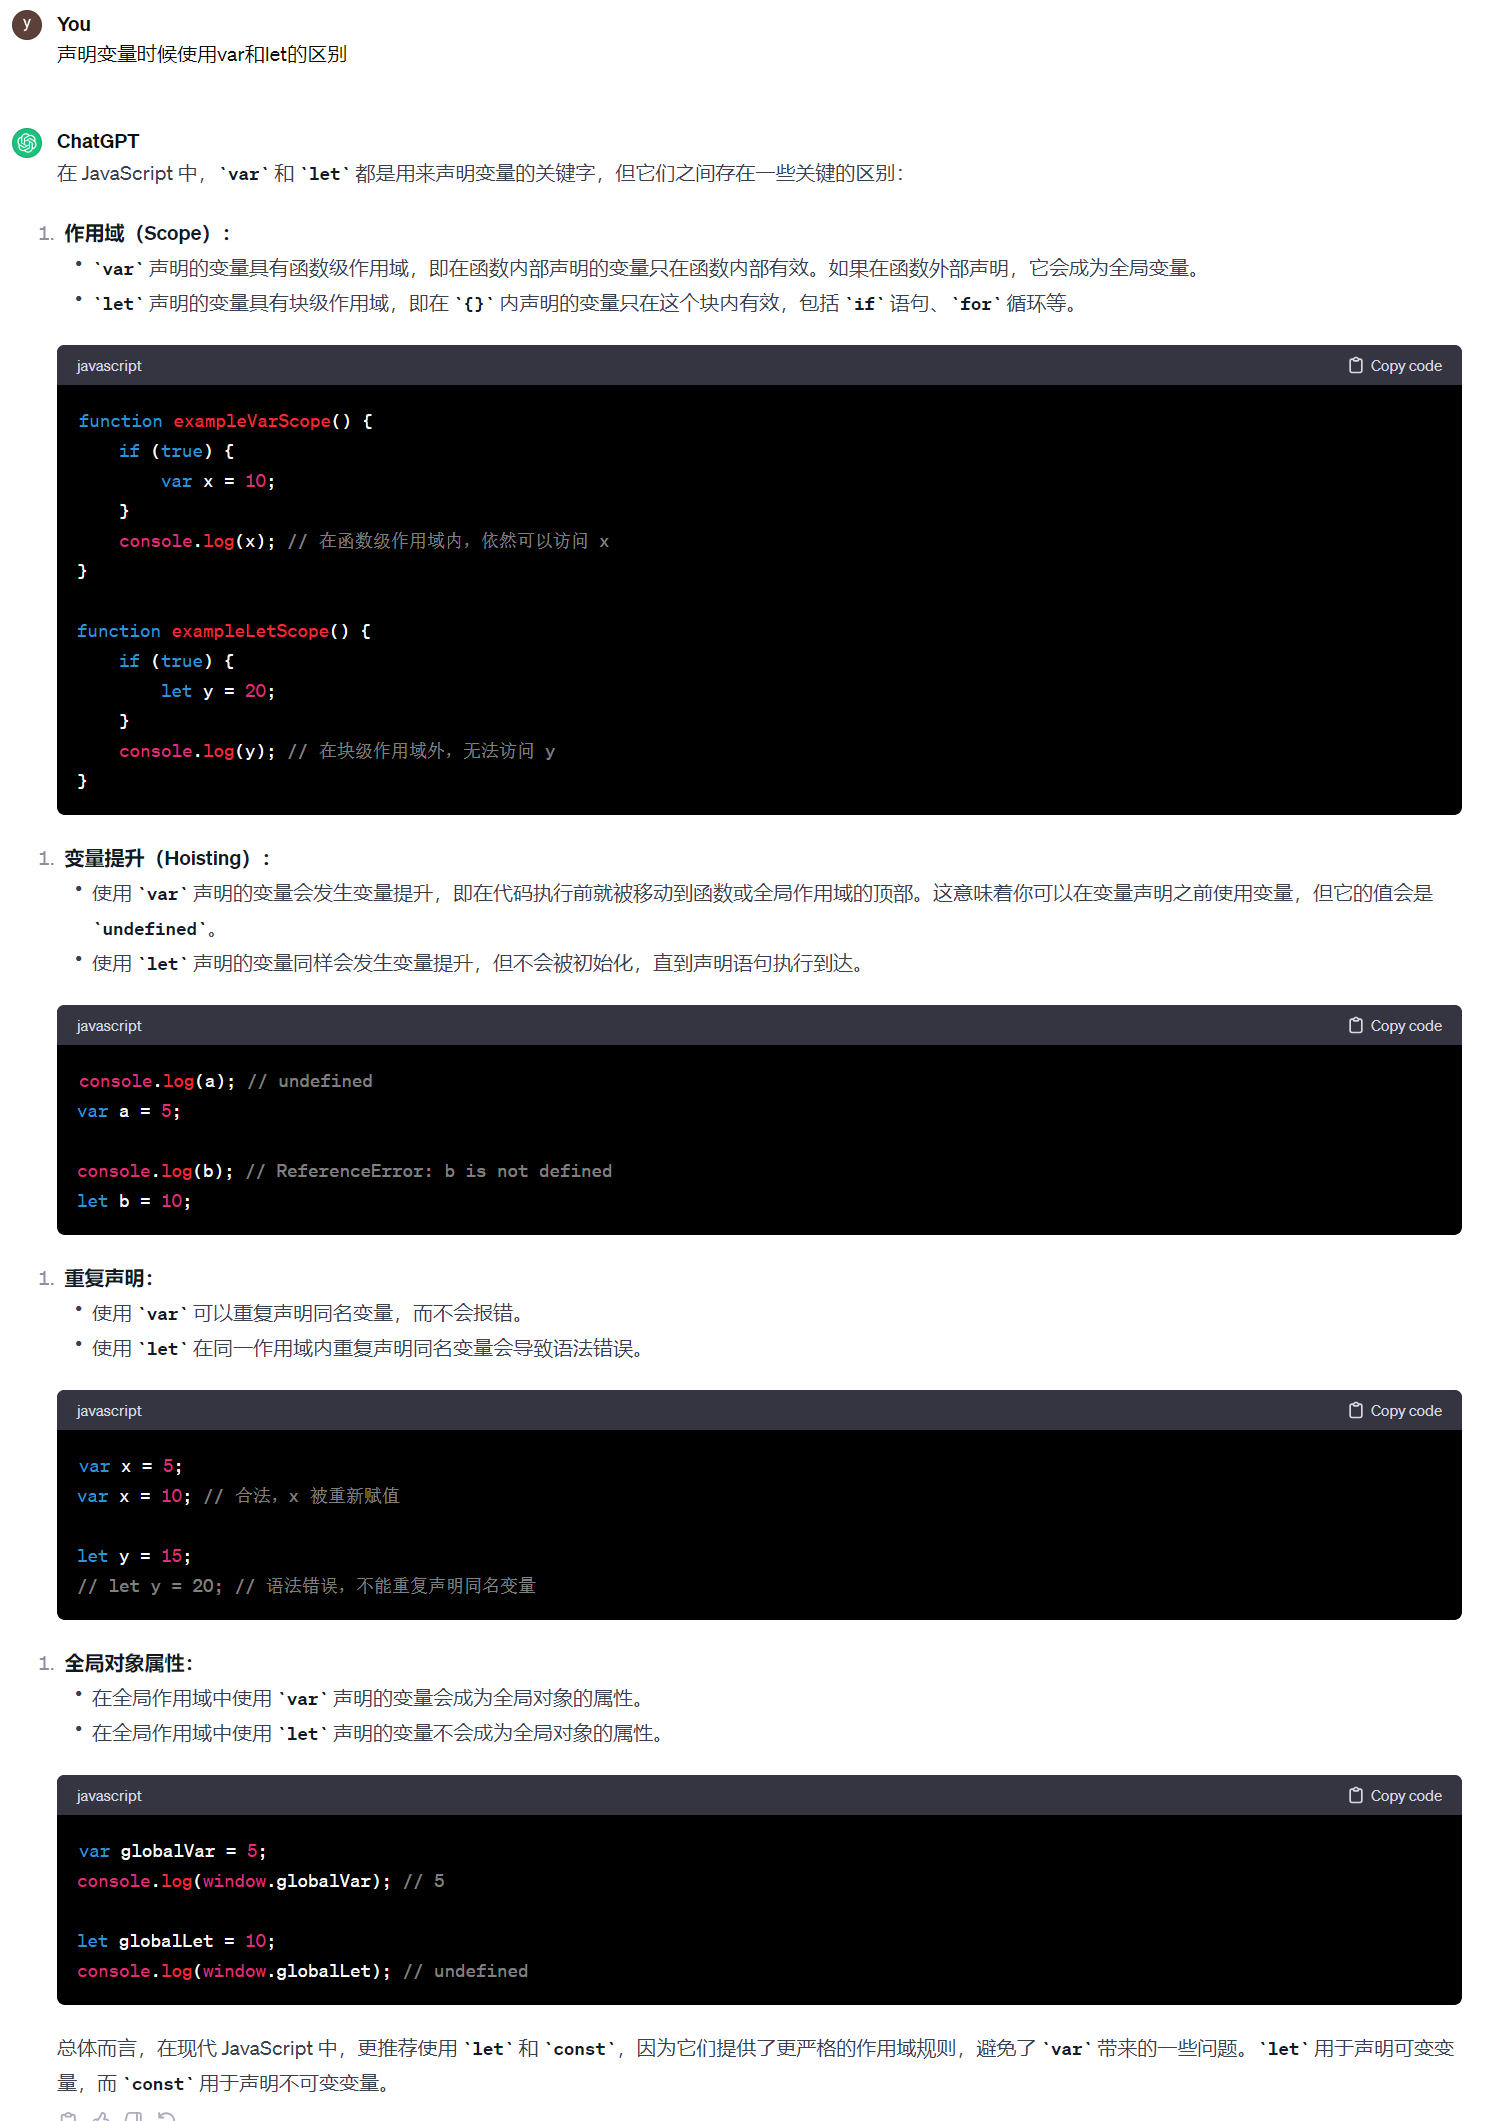 y
You
声明变量时候使用var和let的区别
ChatGPT
在 JavaScript 中，`var` 和 `let` 都是用来声明变量的关键字，但它们之间存在一些关键的区别：
1. 作用域（Scope）：
• `var` 声明的变量具有函数级作用域，即在函数内部声明的变量只在函数内部有效。如果在函数外部声明，它会成为全局变量。
• `let` 声明的变量具有块级作用域，即在 `{}` 内声明的变量只在这个块内有效，包括 `if` 语句、`for` 循环等。
javascript Copy code
function exampleVarScope() {
    if (true) {
        var x = 10;
    }
    console.log(x); // 在函数级作用域内，依然可以访问 x
}
function exampleLetScope() {
    if (true) {
        let y = 20;
    }
    console.log(y); // 在块级作用域外，无法访问 y
}
1. 变量提升（Hoisting）：
• 使用 `var` 声明的变量会发生变量提升，即在代码执行前就被移动到函数或全局作用域的顶部。这意味着你可以在变量声明之前使用变量，但它的值会是
`undefined`。
• 使用 `let` 声明的变量同样会发生变量提升，但不会被初始化，直到声明语句执行到达。
javascript Copy code
console.log(a); // undefined
var a = 5;
console.log(b); // ReferenceError: b is not defined
let b = 10;
1. 重复声明：
• 使用 `var` 可以重复声明同名变量，而不会报错。
• 使用 `let` 在同一作用域内重复声明同名变量会导致语法错误。
javascript Copy code
var x = 5;
var x = 10; // 合法，x 被重新赋值
let y = 15;
// let y = 20; // 语法错误，不能重复声明同名变量
1. 全局对象属性：
• 在全局作用域中使用 `var` 声明的变量会成为全局对象的属性。
• 在全局作用域中使用 `let` 声明的变量不会成为全局对象的属性。
javascript Copy code
var globalVar = 5;
console.log(window.globalVar); // 5
let globalLet = 10;
console.log(window.globalLet); // undefined
总体而言，在现代 JavaScript 中，更推荐使用 `let` 和 `const`，因为它们提供了更严格的作用域规则，避免了 `var` 带来的一些问题。`let` 用于声明可变变
量，而 `const` 用于声明不可变变量。